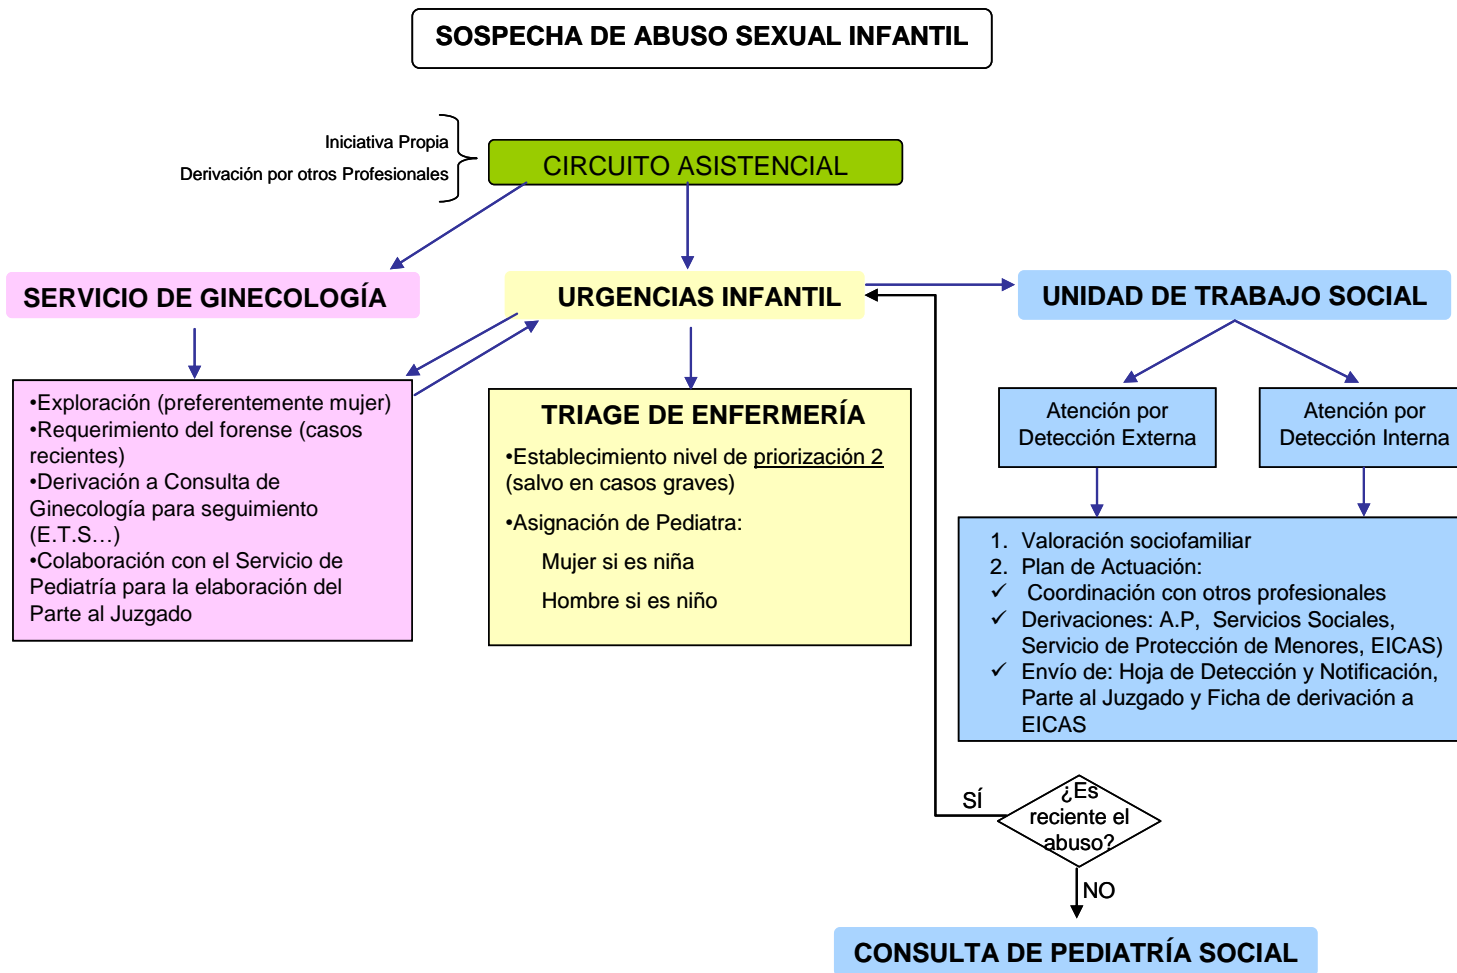 SOSPECHA DE ABUSO SEXUAL INFANTIL
Iniciativa Propia
Derivación por otros Profesionales
CIRCUITO ASISTENCIAL
SERVICIO DE GINECOLOGÍA
•Exploración (preferentemente mujer)
•Requerimiento del forense (casos
recientes)
•Derivación a Consulta de
Ginecología para seguimiento
(E.T.S…)
•Colaboración con el Servicio de
Pediatría para la elaboración del
Parte al Juzgado
URGENCIAS INFANTIL
TRIAGE DE ENFERMERÍA
•Establecimiento nivel de priorización 2
(salvo en casos graves)
•Asignación de Pediatra:
Mujer si es niña
Hombre si es niño
UNIDAD DE TRABAJO SOCIAL
Atención por
Detección Externa
Atención por
Detección Interna
1. Valoración sociofamiliar
2. Plan de Actuación:
✓ Coordinación con otros profesionales
✓ Derivaciones: A.P, Servicios Sociales,
Servicio de Protección de Menores, EICAS)
✓ Envío de: Hoja de Detección y Notificación,
Parte al Juzgado y Ficha de derivación a
EICAS
¿Es
reciente el
abuso?
SÍ
NO
CONSULTA DE PEDIATRÍA SOCIAL